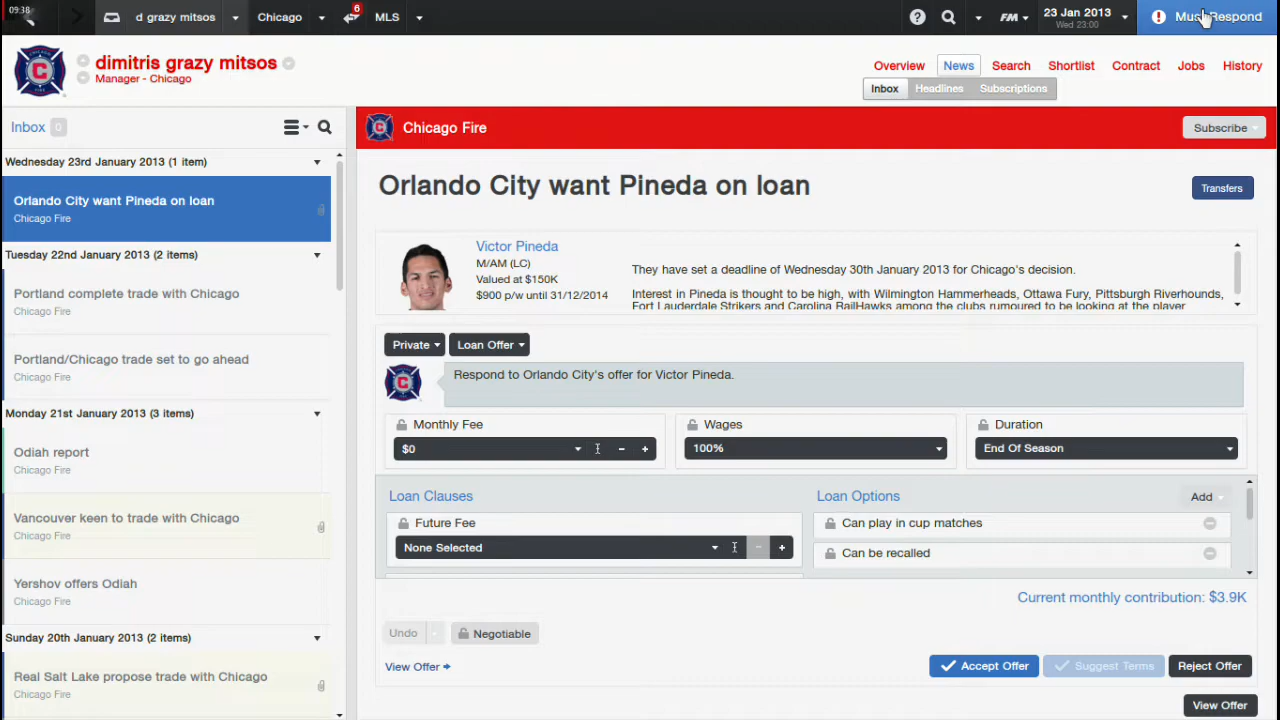 09:38
d grazy mitsos
Chicago
6
MLS
FM
23 Jan 2013
Wed 23:00
Must Respond
dimitris grazy mitsos
Manager - Chicago
Overview
News
Search
Shortlist
Contract
Jobs
History
Inbox
Headlines
Subscriptions
Inbox 0
Wednesday 23rd January 2013 (1 item)
Orlando City want Pineda on loan
Chicago Fire
Tuesday 22nd January 2013 (2 items)
Portland complete trade with Chicago
Chicago Fire
Portland/Chicago trade set to go ahead
Chicago Fire
Monday 21st January 2013 (3 items)
Odiah report
Chicago Fire
Vancouver keen to trade with Chicago
Chicago Fire
Yershov offers Odiah
Chicago Fire
Sunday 20th January 2013 (2 items)
Real Salt Lake propose trade with Chicago
Chicago Fire
Chicago Fire
Subscribe
Orlando City want Pineda on loan
Transfers
Victor Pineda
M/AM (LC)
Valued at $150K
$900 p/w until 31/12/2014
They have set a deadline of Wednesday 30th January 2013 for Chicago's decision.
Interest in Pineda is thought to be high, with Wilmington Hammerheads, Ottawa Fury, Pittsburgh Riverhounds,
Fort Lauderdale Strikers and Carolina RailHawks among the clubs rumoured to be looking at the player
Private
Loan Offer
Respond to Orlando City's offer for Victor Pineda.
Monthly Fee
$0
Wages
100%
Duration
End Of Season
Loan Clauses
Future Fee
None Selected
Loan Options
Add
Can play in cup matches
Can be recalled
Current monthly contribution: $3.9K
Undo
Negotiable
View Offer
Accept Offer
Suggest Terms
Reject Offer
View Offer